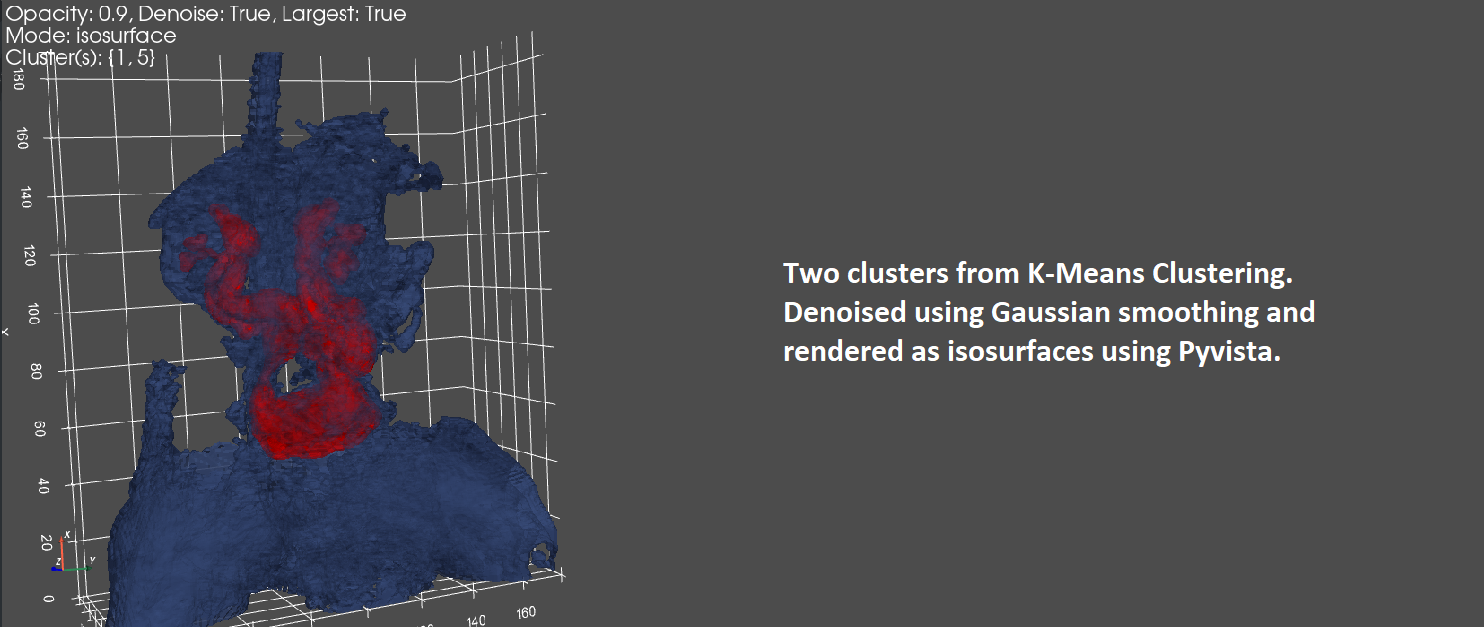 Opacity: 0.9, Denoise: True, Largest: True
Mode: isosurface
Cluster(s): {1, 5}
180
160
140
120
100
80
60
40
20
0
X
Y
Z
140
160
Two clusters from K-Means Clustering.
Denoised using Gaussian smoothing and
rendered as isosurfaces using Pyvista.